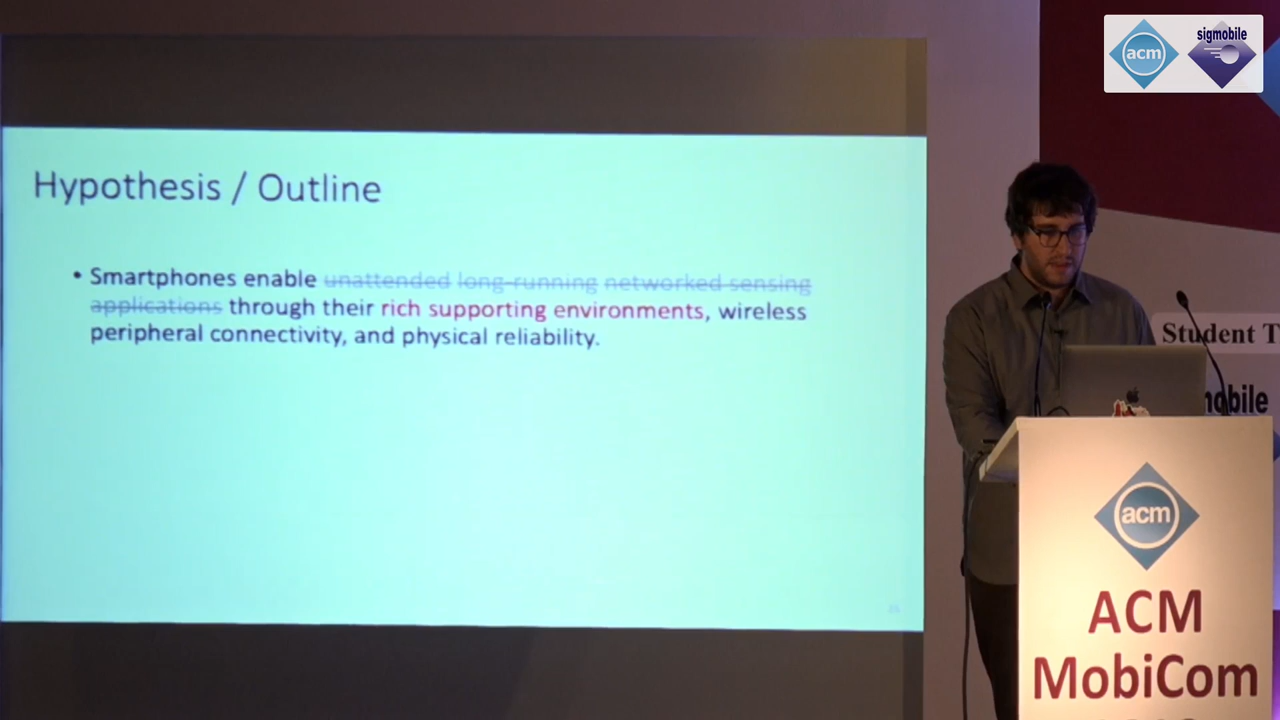 acm
sigmobile
Hypothesis / Outline
• Smartphones enable unattended long-running networked sensing
applications through their rich supporting environments, wireless
peripheral connectivity, and physical reliability.
Student T
mobile
acm
ACM
MobiCom